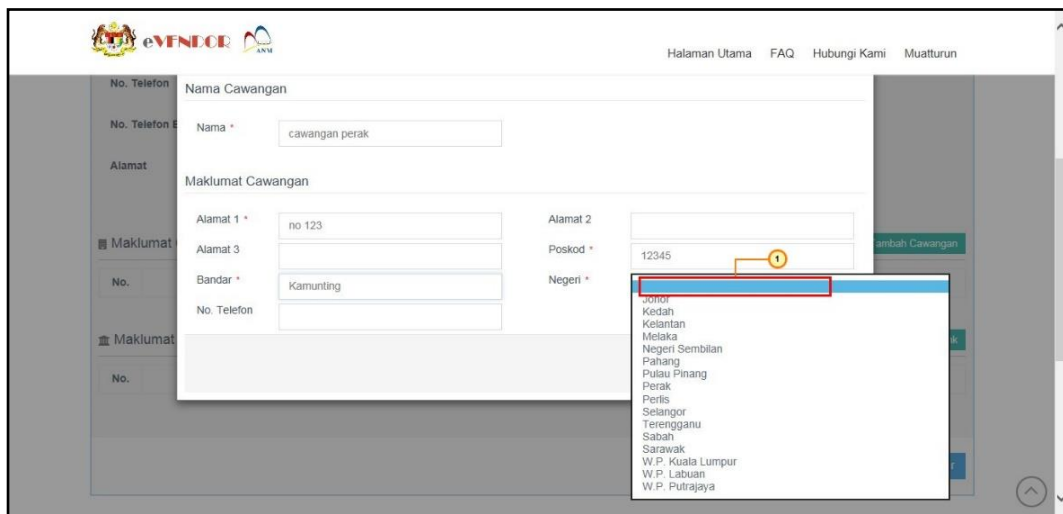 eVENDOR ANM
Halaman Utama FAQ Hubungi Kami Muatturun
No. Telefon
Nama Cawangan
No. Telefon
Nama * cawangan perak
Alamat
Maklumat Cawangan
Alamat 1 * no 123 Alamat 2
Maklumat
Alamat 3 Poskod * 12345
ambah Cawangan
1
No.
Bandar * Kamunting Negeri *
No. Telefon
Johor
Kedah
Kelantan
Melaka
Maklumat
Negeri Sembilan
Pahang
Pulau Pinang
No.
Perak
Perlis
Selangor
Terengganu
Sabah
Sarawak
W.P. Kuala Lumpur
W.P. Labuan
W.P. Putrajaya